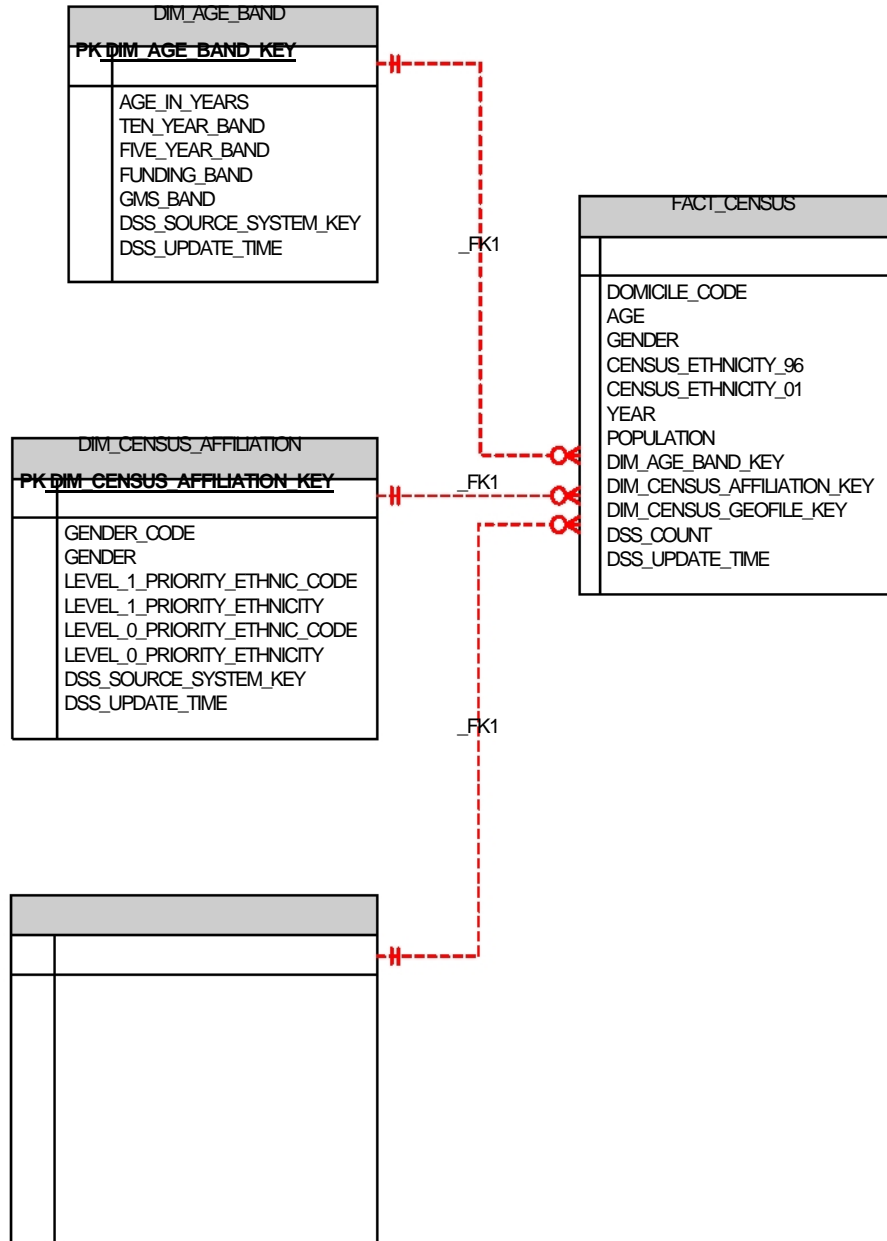 DIM_AGE_BAND
PK DIM_AGE_BAND_KEY
AGE_IN_YEARS
TEN_YEAR_BAND
FIVE_YEAR_BAND
FUNDING_BAND
GMS_BAND
DSS_SOURCE_SYSTEM_KEY
DSS_UPDATE_TIME
_FK1
FACT_CENSUS
DOMICILE_CODE
AGE
GENDER
CENSUS_ETHNICITY_96
CENSUS_ETHNICITY_01
YEAR
POPULATION
DIM_AGE_BAND_KEY
DIM_CENSUS_AFFILIATION_KEY
DIM_CENSUS_GEOFILE_KEY
DSS_COUNT
DSS_UPDATE_TIME
DIM_CENSUS_AFFILIATION
PK DIM_CENSUS_AFFILIATION_KEY
GENDER_CODE
GENDER
LEVEL_1_PRIORITY_ETHNIC_CODE
LEVEL_1_PRIORITY_ETHNICITY
LEVEL_0_PRIORITY_ETHNIC_CODE
LEVEL_0_PRIORITY_ETHNICITY
DSS_SOURCE_SYSTEM_KEY
DSS_UPDATE_TIME
_FK1
_FK1